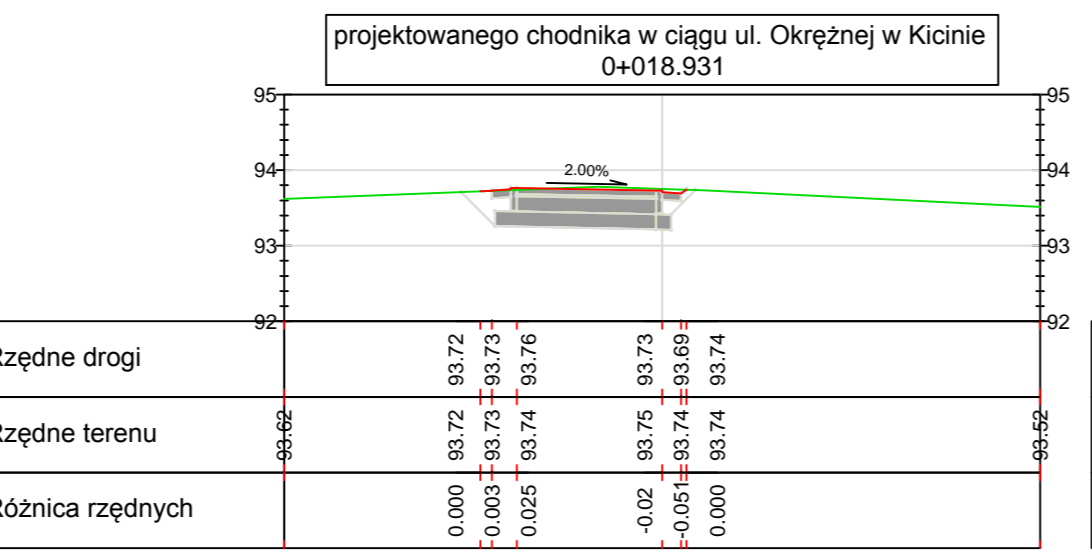 projektowanego chodnika w ciągu ul. Okrężnej w Kicinie
0+018.931
95 95
94 2.00% 94
93 93
92 92
Rzędne drogi 93.72 93.73 93.76 93.73 93.69 93.74
Rzędne terenu 93.62 93.72 93.73 93.74 93.75 93.74 93.74 93.52
Różnica rzędnych 0.000 0.003 0.025 -0.02 -0.051 0.000